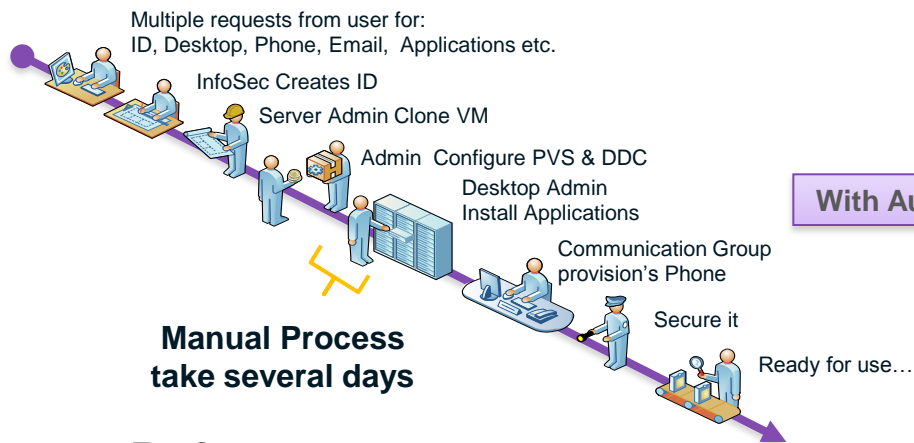 Multiple requests from user for:
ID, Desktop, Phone, Email, Applications etc.
InfoSec Creates ID
Server Admin Clone VM
Admin Configure PVS & DDC
Desktop Admin
Install Applications
With
Communication Group
provision's Phone
Secure it
Manual Process
take several days
Ready for use…